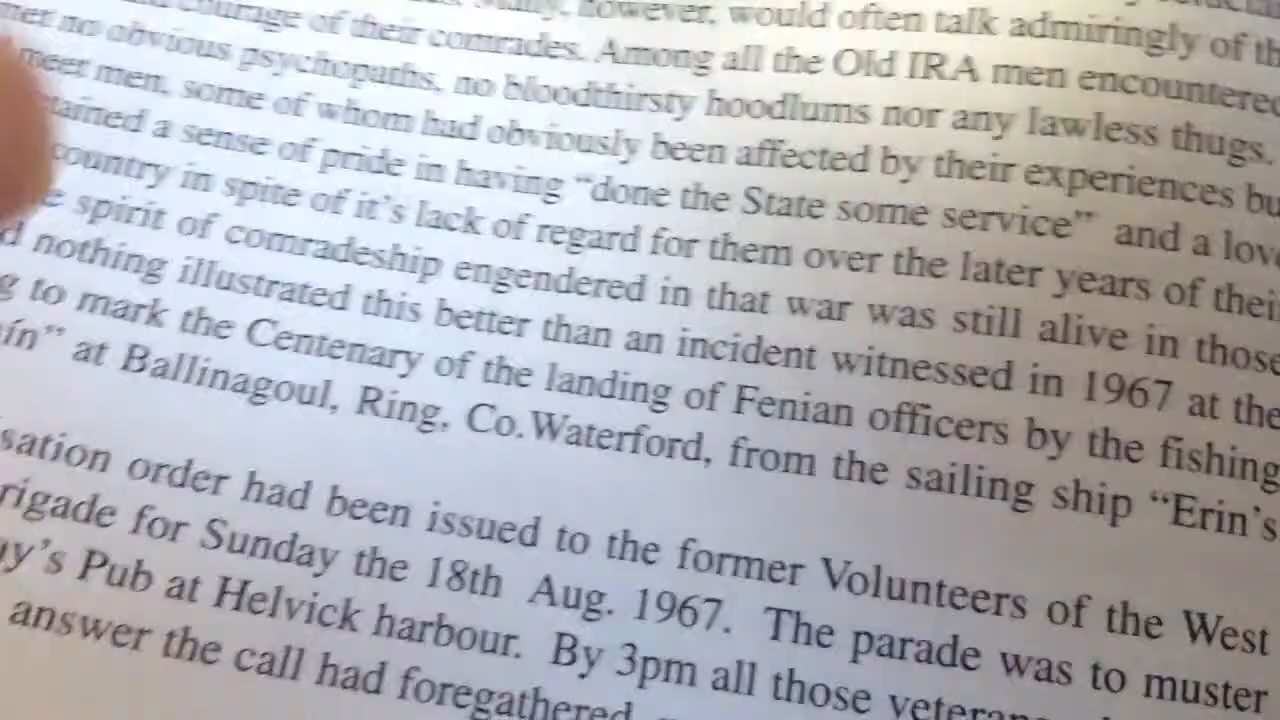 however, would often talk admiringly of
courage of their comrades. Among all the Old IRA men encountered
no obvious psychopaths, no bloodthirsty hoodlums nor any lawless thugs.
meet men, some of whom had obviously been affected by their experiences bu
tained a sense of pride in having “done the State some service” and a love
country in spite of it’s lack of regard for them over the later years of thei
e spirit of comradeship engendered in that war was still alive in those
d nothing illustrated this better than an incident witnessed in 1967 at the
g to mark the Centenary of the landing of Fenian officers by the fishing
ín” at Ballinagoul, Ring, Co.Waterford, from the sailing ship “Erin’s
sation order had been issued to the former Volunteers of the West
rigade for Sunday the 18th Aug. 1967. The parade was to muster
y’s Pub at Helvick harbour. By 3pm all those
answer the call had foregathered